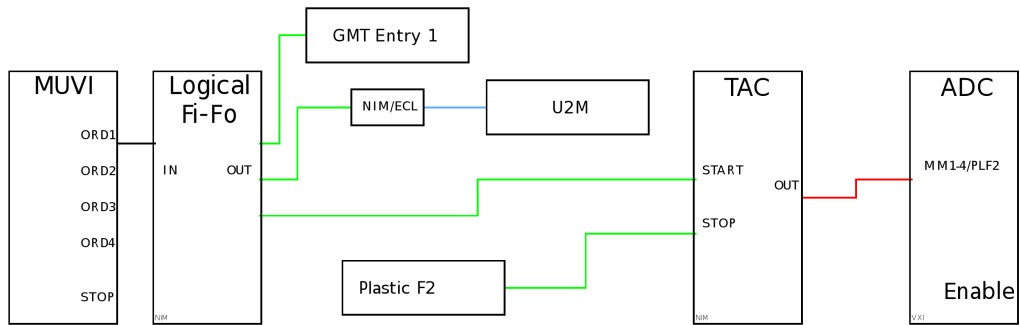 GMT Entry 1
MUVI
Logical
Fi-Fo
NIM/ECL
U2M
TAC
ADC
ORD1
ORD2
ORD3
ORD4
STOP
IN
OUT
NIM
Plastic F2
START
OUT
STOP
NIM
MM1-4/PLF2
Enable
VXI